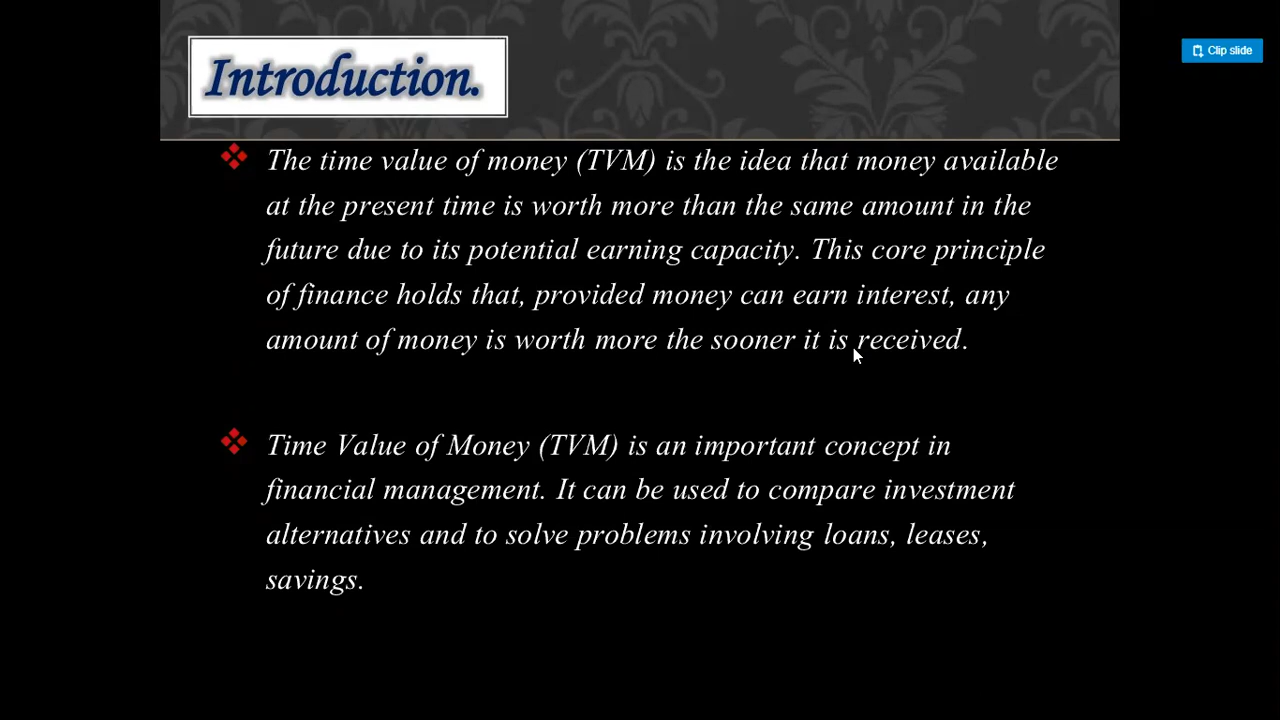 Introduction.
Clip slide
The time value of money (TVM) is the idea that money available
at the present time is worth more than the same amount in the
future due to its potential earning capacity. This core principle
of finance holds that, provided money can earn interest, any
amount of money is worth more the sooner it is received.
Time Value of Money (TVM) is an important concept in
financial management. It can be used to compare investment
alternatives and to solve problems involving loans, leases,
savings.